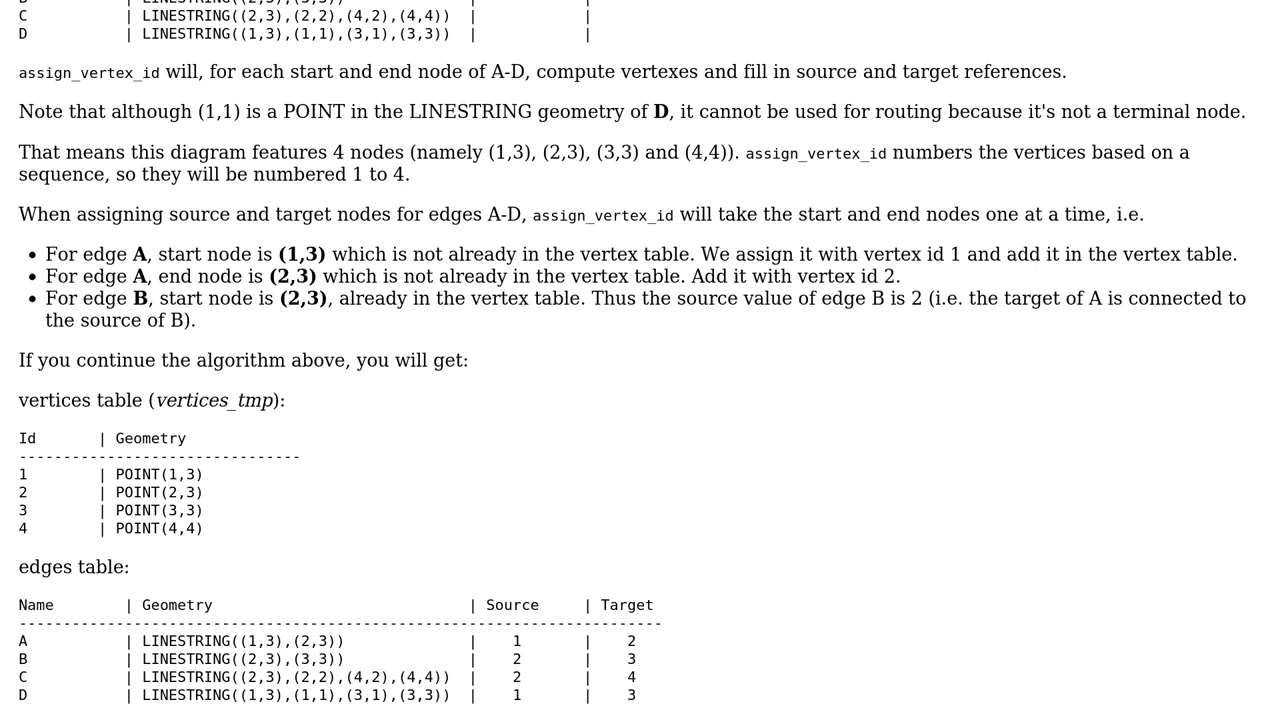 B | LINESTRING((2,3),(3,3)) | |
C | LINESTRING((2,3),(2,2),(4,2),(4,4)) | |
D | LINESTRING((1,3),(1,1),(3,1),(3,3)) | |
assign_vertex_id will, for each start and end node of A-D, compute vertexes and fill in source and target references.
Note that although (1,1) is a POINT in the LINESTRING geometry of D, it cannot be used for routing because it's not a terminal node.
That means this diagram features 4 nodes (namely (1,3), (2,3), (3,3) and (4,4)). assign_vertex_id numbers the vertices based on a
sequence, so they will be numbered 1 to 4.
When assigning source and target nodes for edges A-D, assign_vertex_id will take the start and end nodes one at a time, i.e.
• For edge A, start node is (1,3) which is not already in the vertex table. We assign it with vertex id 1 and add it in the vertex table.
• For edge A, end node is (2,3) which is not already in the vertex table. Add it with vertex id 2.
• For edge B, start node is (2,3), already in the vertex table. Thus the source value of edge B is 2 (i.e. the target of A is connected to
the source of B).
If you continue the algorithm above, you will get:
vertices table (vertices_tmp):
Id | Geometry
--------------------------------
1 | POINT(1,3)
2 | POINT(2,3)
3 | POINT(3,3)
4 | POINT(4,4)
edges table:
Name | Geometry | Source | Target
-------------------------------------------------------------------------
A | LINESTRING((1,3),(2,3)) | 1 | 2
B | LINESTRING((2,3),(3,3)) | 2 | 3
C | LINESTRING((2,3),(2,2),(4,2),(4,4)) | 2 | 4
D | LINESTRING((1,3),(1,1),(3,1),(3,3)) | 1 | 3